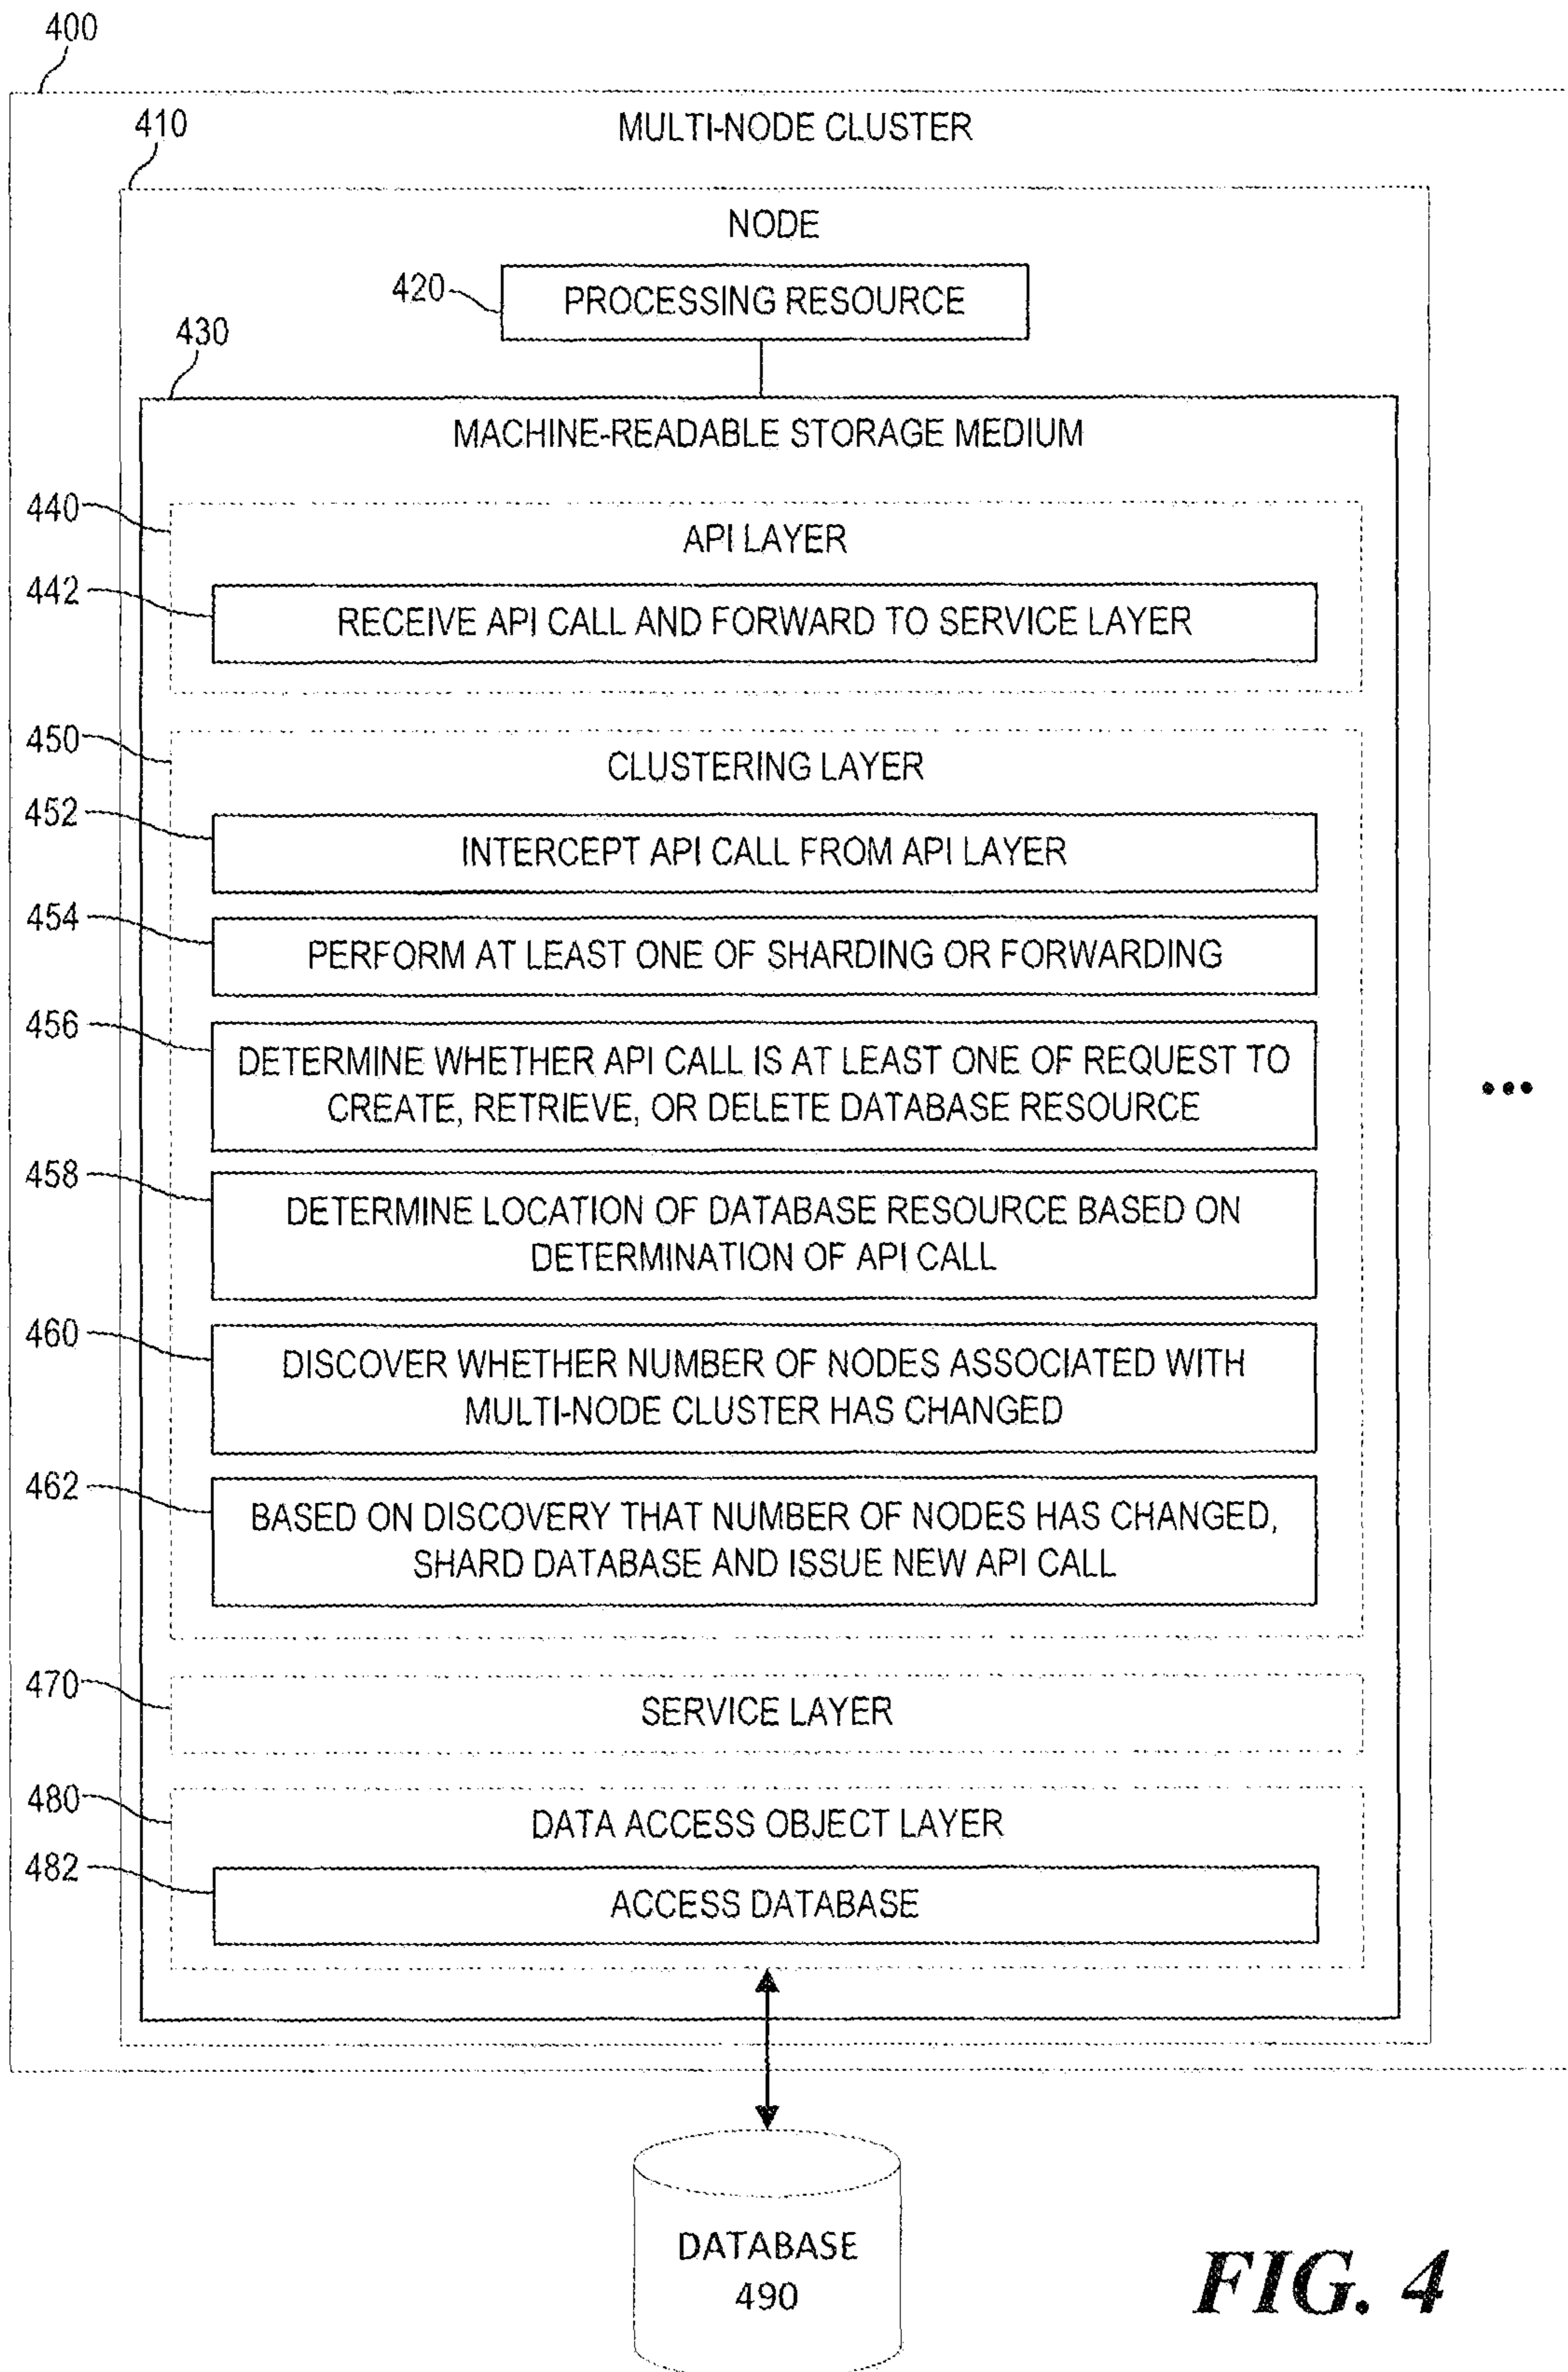 400
410
MULTI-NODE CLUSTER
NODE
420
PROCESSING RESOURCE
430
MACHINE-READABLE STORAGE MEDIUM
440
API LAYER
442
RECEIVE API CALL AND FORWARD TO SERVICE LAYER
450
CLUSTERING LAYER
452
INTERCEPT API CALL FROM API LAYER
454
PERFORM AT LEAST ONE OF SHARDING OR FORWARDING
456
DETERMINE WHETHER API CALL IS AT LEAST ONE OF REQUEST TO
CREATE, RETRIEVE, OR DELETE DATABASE RESOURCE
•••
458
DETERMINE LOCATION OF DATABASE RESOURCE BASED ON
DETERMINATION OF API CALL
460
DISCOVER WHETHER NUMBER OF NODES ASSOCIATED WITH
MULTI-NODE CLUSTER HAS CHANGED
462
BASED ON DISCOVERY THAT NUMBER OF NODES HAS CHANGED,
SHARD DATABASE AND ISSUE NEW API CALL
470
SERVICE LAYER
480
DATA ACCESS OBJECT LAYER
482
ACCESS DATABASE
DATABASE
490
FIG. 4